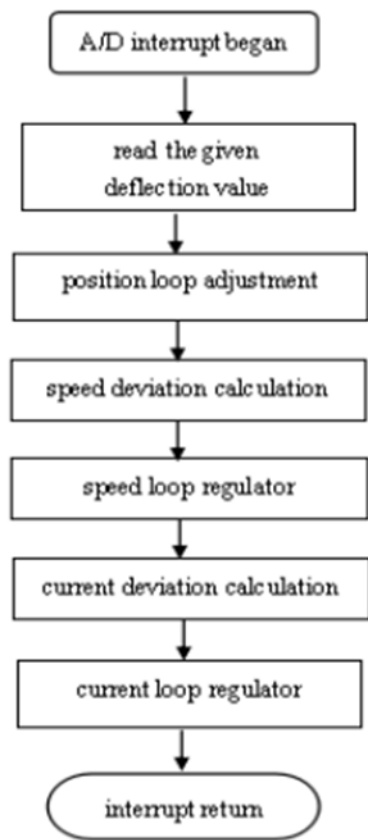 A/D interrupt began
read the given
deflection value
position loop adjustment
speed deviation calculation
speed loop regulator
current deviation calculation
current loop regulator
interrupt return